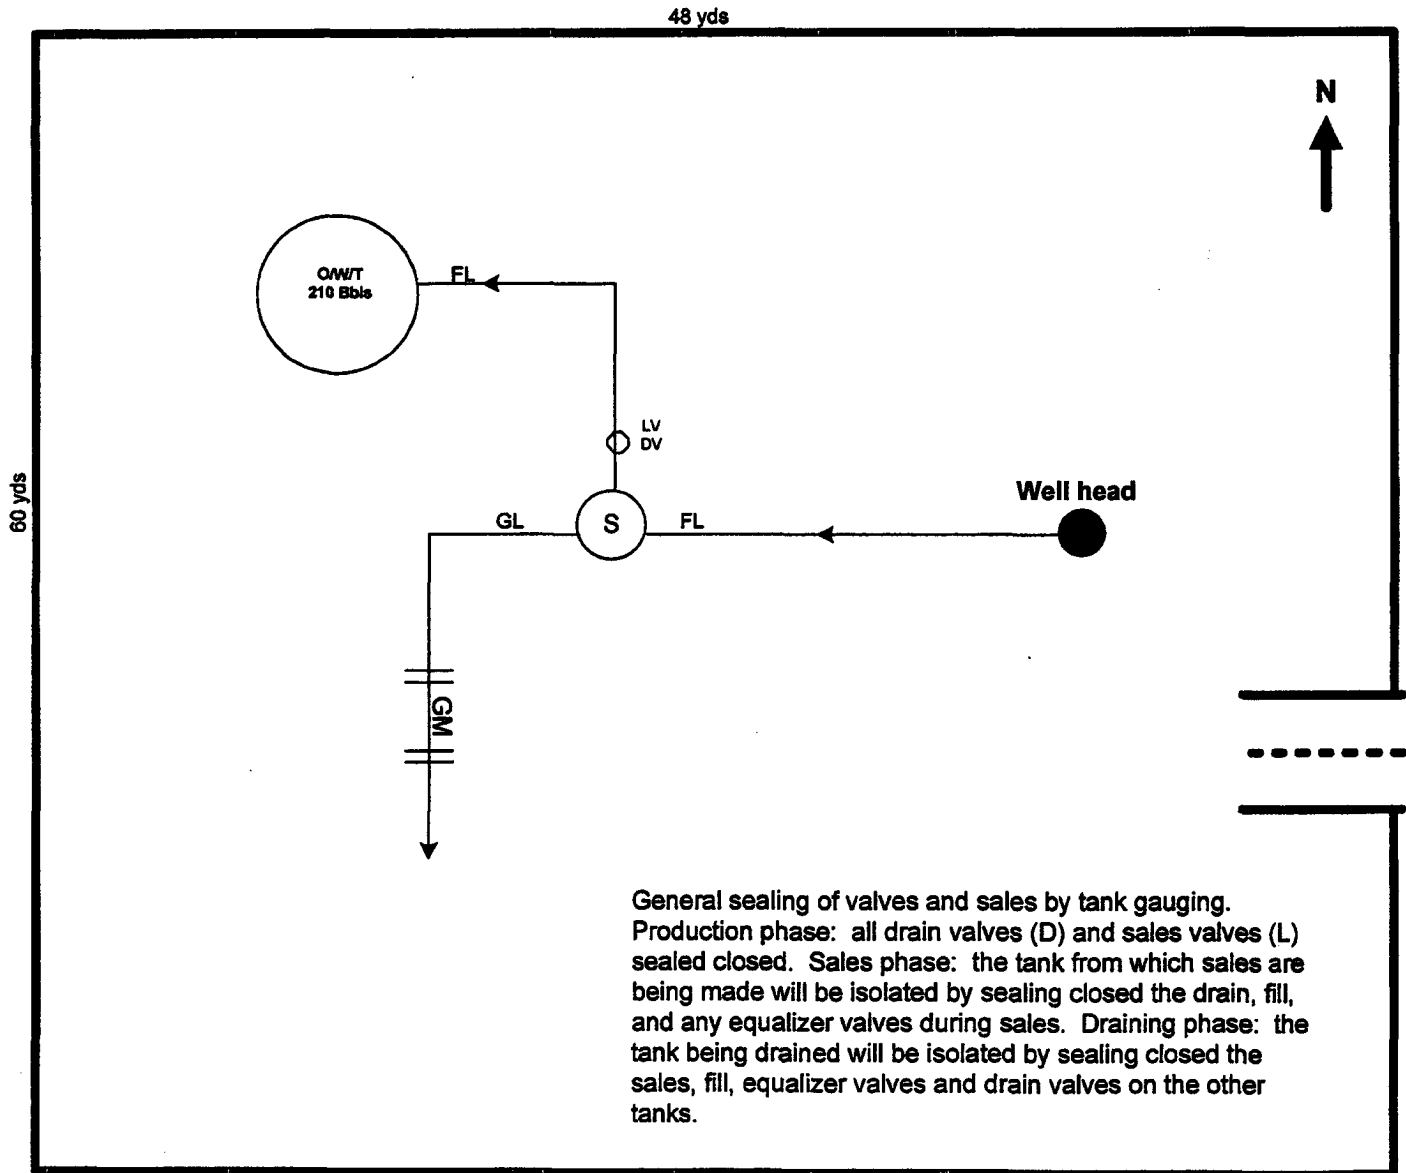 48 yds
N
O/W/T
210 Bbls
FL
LV
DV
60 yds
Well head
GL
S
FL
GM
General sealing of valves and sales by tank gauging.
Production phase: all drain valves (D) and sales valves (L)
sealed closed. Sales phase: the tank from which sales are
being made will be isolated by sealing closed the drain, fill,
and any equalizer valves during sales. Draining phase: the
tank being drained will be isolated by sealing closed the
sales, fill, equalizer valves and drain valves on the other
tanks.